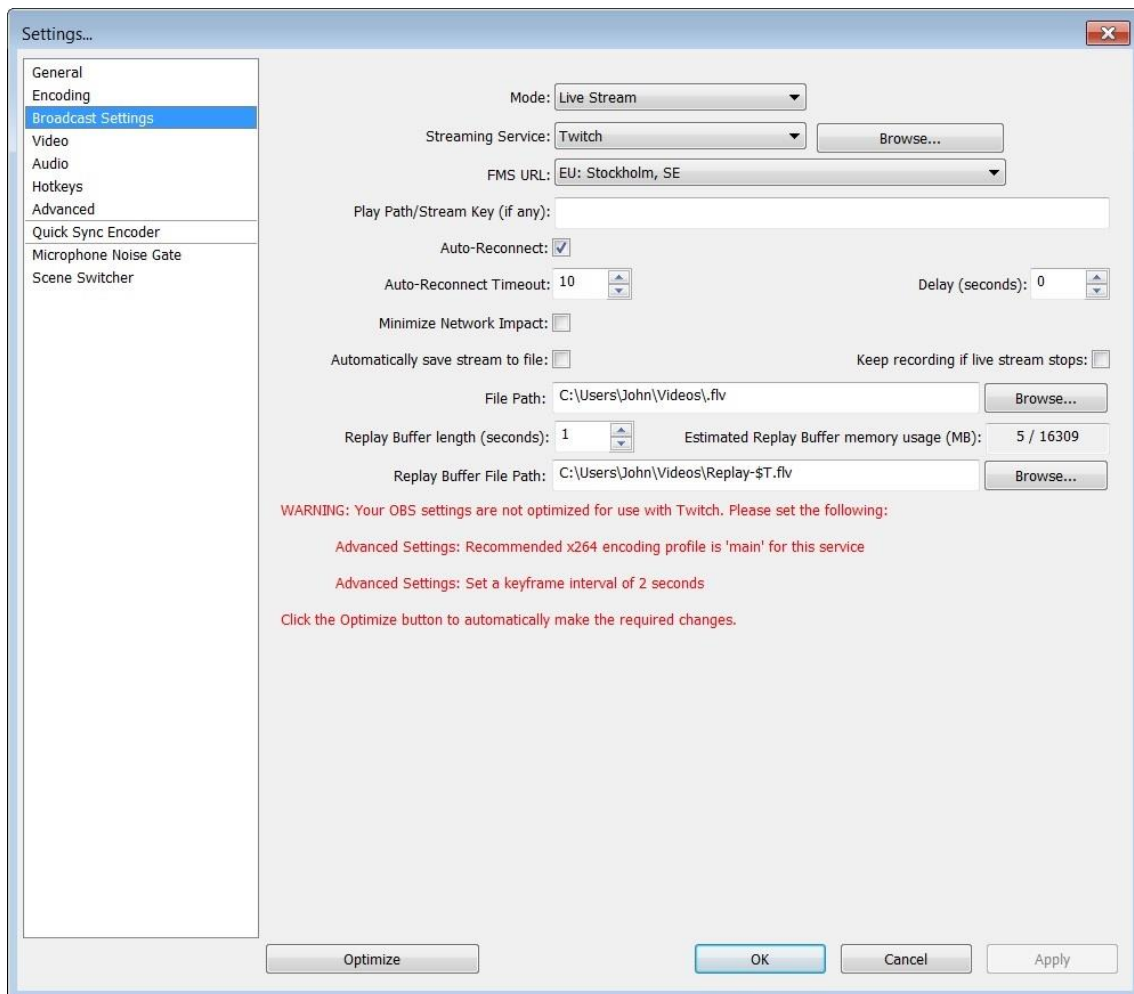 Settings...
General
Encoding
Broadcast Settings
Video
Audio
Hotkeys
Advanced
Quick Sync Encoder
Microphone Noise Gate
Scene Switcher
Mode: Live Stream
Streaming Service: Twitch Browse...
FMS URL: EU: Stockholm, SE
Play Path/Stream Key (if any):
Auto-Reconnect:
Auto-Reconnect Timeout: 10 Delay (seconds): 0
Minimize Network Impact:
Automatically save stream to file: Keep recording if live stream stops:
File Path: C:\Users\John\Videos\.flv Browse...
Replay Buffer length (seconds): 1 Estimated Replay Buffer memory usage (MB): 5 / 16309
Replay Buffer File Path: C:\Users\John\Videos\Replay-$T.flv Browse...
WARNING: Your OBS settings are not optimized for use with Twitch. Please set the following:
Advanced Settings: Recommended x264 encoding profile is 'main' for this service
Advanced Settings: Set a keyframe interval of 2 seconds
Click the Optimize button to automatically make the required changes.
Optimize OK Cancel Apply